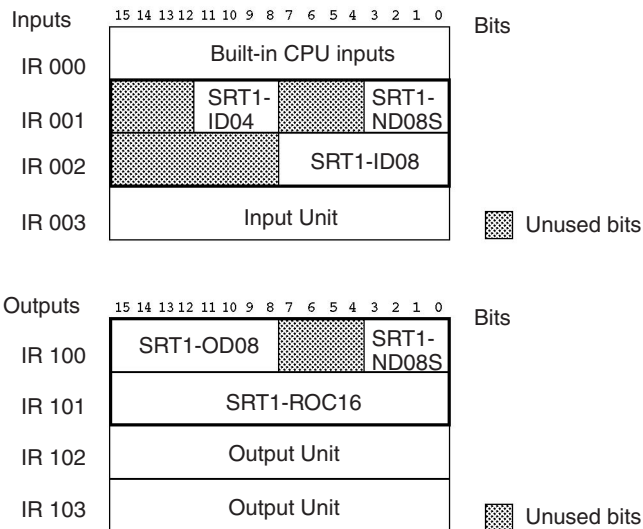 Inputs
15 14 13 12 11 10 9 8 7 6 5 4 3 2 1 0
Bits
IR 000
Built-in CPU inputs
IR 001
SRT1-
ID04
SRT1-
ND08S
IR 002
SRT1-ID08
IR 003
Input Unit
Unused bits
Outputs
15 14 13 12 11 10 9 8 7 6 5 4 3 2 1 0
Bits
IR 100
SRT1-OD08
SRT1-
ND08S
IR 101
SRT1-ROC16
IR 102
Output Unit
IR 103
Output Unit
Unused bits